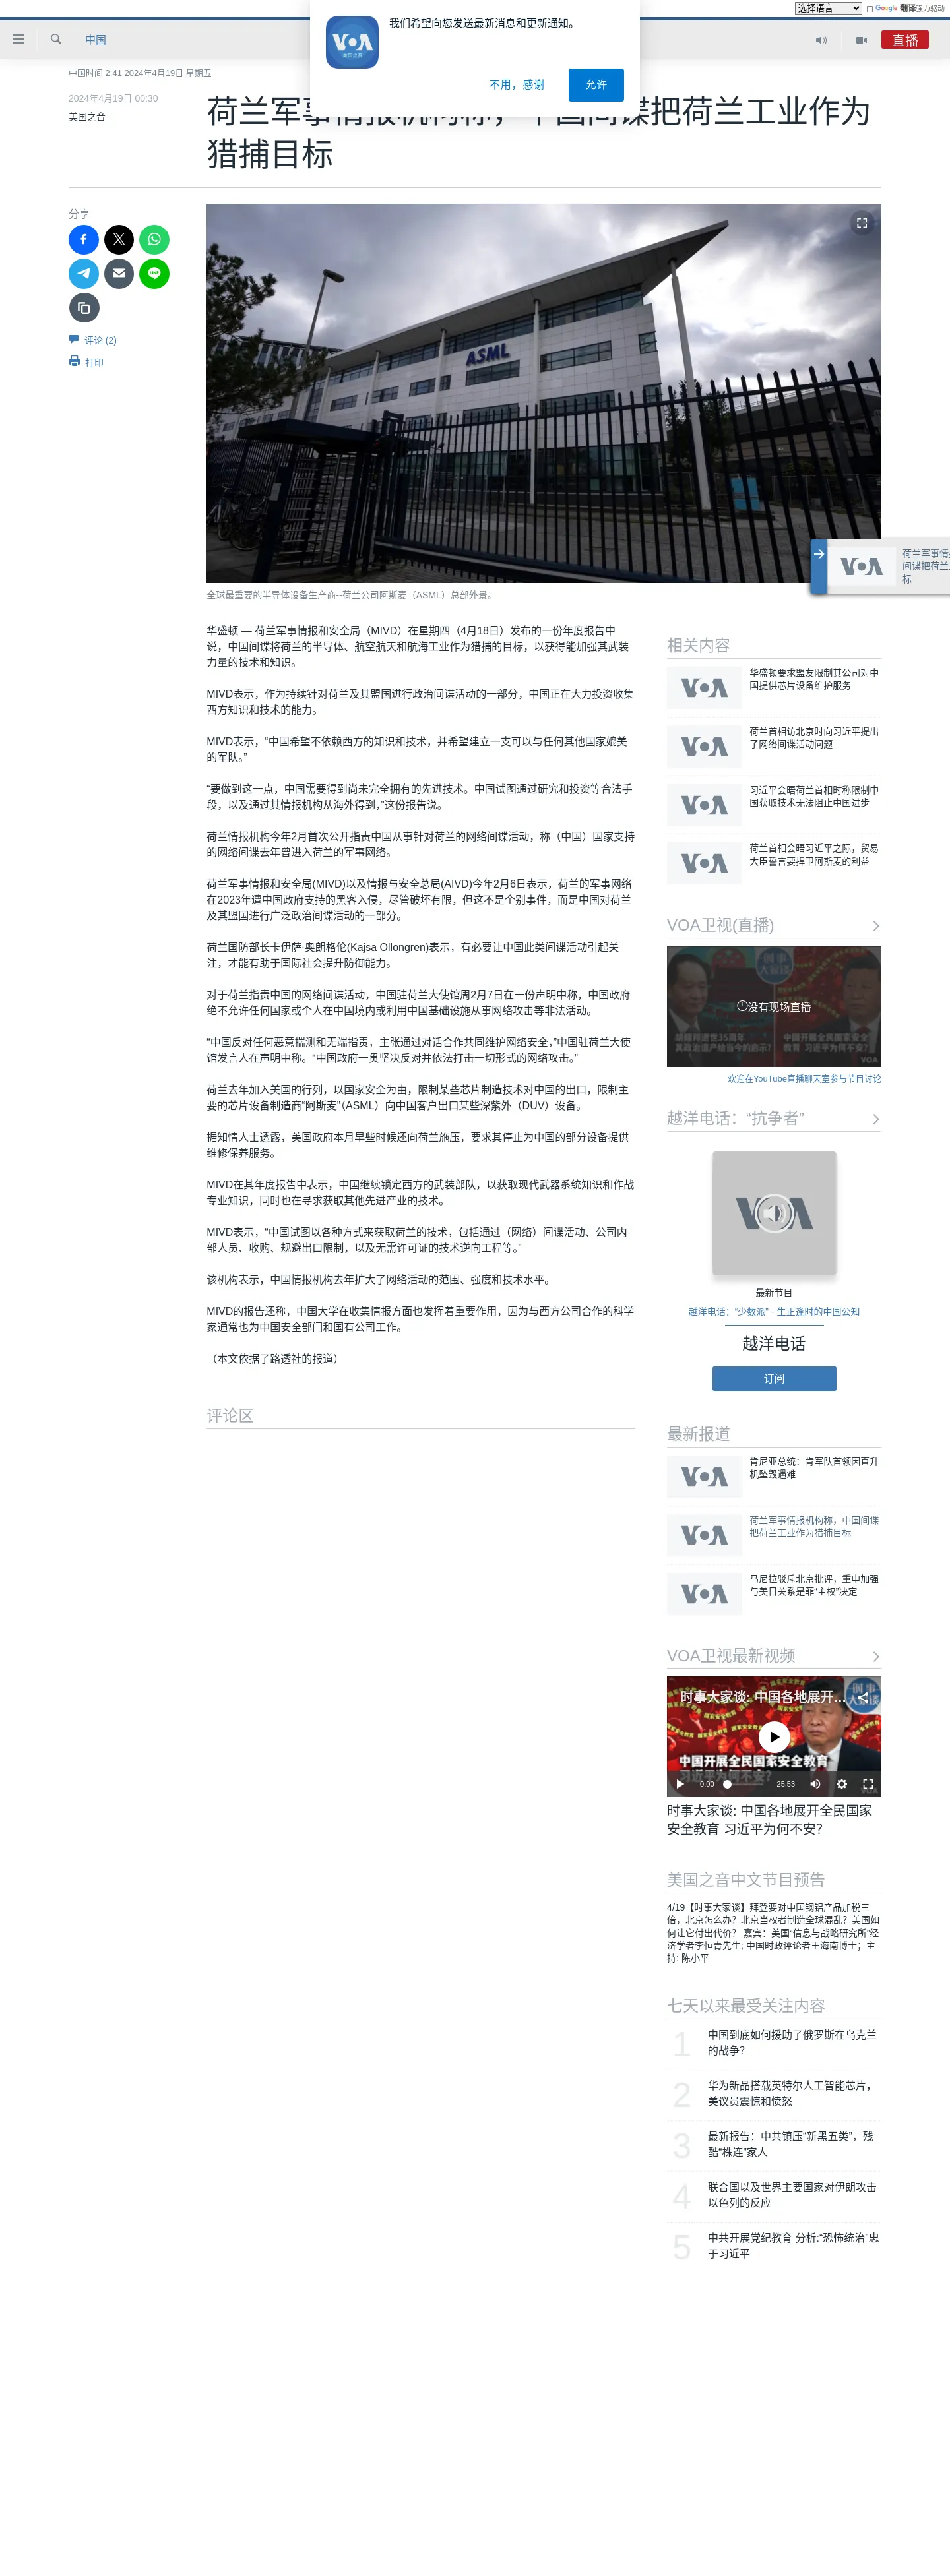 选择语言 由 Google 翻译强力驱动
VOA
美国之音
我们希望向您发送最新消息和更新通知。
不用，感谢
允许
中国
直播
中国时间 2:41 2024年4月19日 星期五
2024年4月19日 00:30
美国之音
荷兰军事情报机构称，中国间谍把荷兰工业作为
猎捕目标
分享
评论 (2)
打印
ASML
全球最重要的半导体设备生产商--荷兰公司阿斯麦（ASML）总部外景。
VOA
荷兰军事情
间谍把荷兰
标
华盛顿 — 荷兰军事情报和安全局（MIVD）在星期四（4月18日）发布的一份年度报告中
说，中国间谍将荷兰的半导体、航空航天和航海工业作为猎捕的目标，以获得能加强其武装
力量的技术和知识。
MIVD表示，作为持续针对荷兰及其盟国进行政治间谍活动的一部分，中国正在大力投资收集
西方知识和技术的能力。
MIVD表示，“中国希望不依赖西方的知识和技术，并希望建立一支可以与任何其他国家媲美
的军队。”
“要做到这一点，中国需要得到尚未完全拥有的先进技术。中国试图通过研究和投资等合法手
段，以及通过其情报机构从海外得到，”这份报告说。
荷兰情报机构今年2月首次公开指责中国从事针对荷兰的网络间谍活动，称（中国）国家支持
的网络间谍去年曾进入荷兰的军事网络。
荷兰军事情报和安全局(MIVD)以及情报与安全总局(AIVD)今年2月6日表示，荷兰的军事网络
在2023年遭中国政府支持的黑客入侵，尽管破坏有限，但这不是个别事件，而是中国对荷兰
及其盟国进行广泛政治间谍活动的一部分。
荷兰国防部长卡伊萨·奥朗格伦(Kajsa Ollongren)表示，有必要让中国此类间谍活动引起关
注，才能有助于国际社会提升防御能力。
对于荷兰指责中国的网络间谍活动，中国驻荷兰大使馆周2月7日在一份声明中称，中国政府
绝不允许任何国家或个人在中国境内或利用中国基础设施从事网络攻击等非法活动。
“中国反对任何恶意揣测和无端指责，主张通过对话合作共同维护网络安全，”中国驻荷兰大使
馆发言人在声明中称。“中国政府一贯坚决反对并依法打击一切形式的网络攻击。”
荷兰去年加入美国的行列，以国家安全为由，限制某些芯片制造技术对中国的出口，限制主
要的芯片设备制造商“阿斯麦”（ASML）向中国客户出口某些深紫外（DUV）设备。
据知情人士透露，美国政府本月早些时候还向荷兰施压，要求其停止为中国的部分设备提供
维修保养服务。
MIVD在其年度报告中表示，中国继续锁定西方的武装部队，以获取现代武器系统知识和作战
专业知识，同时也在寻求获取其他先进产业的技术。
MIVD表示，“中国试图以各种方式来获取荷兰的技术，包括通过（网络）间谍活动、公司内
部人员、收购、规避出口限制，以及无需许可证的技术逆向工程等。”
该机构表示，中国情报机构去年扩大了网络活动的范围、强度和技术水平。
MIVD的报告还称，中国大学在收集情报方面也发挥着重要作用，因为与西方公司合作的科学
家通常也为中国安全部门和国有公司工作。
（本文依据了路透社的报道）
评论区
相关内容
VOA
华盛顿要求盟友限制其公司对中
国提供芯片设备维护服务
VOA
荷兰首相访北京时向习近平提出
了网络间谍活动问题
VOA
习近平会晤荷兰首相时称限制中
国获取技术无法阻止中国进步
VOA
荷兰首相会晤习近平之际，贸易
大臣誓言要捍卫阿斯麦的利益
VOA卫视(直播)
没有现场直播
VOA
欢迎在YouTube直播聊天室参与节目讨论
越洋电话：“抗争者”
VOA
最新节目
越洋电话：“少数派” - 生正逢时的中国公知
越洋电话
订阅
最新报道
VOA
肯尼亚总统：肯军队首领因直升
机坠毁遇难
VOA
荷兰军事情报机构称，中国间谍
把荷兰工业作为猎捕目标
VOA
马尼拉驳斥北京批评，重申加强
与美日关系是菲“主权”决定
VOA卫视最新视频
时事大家谈: 中国各地展开...
中国开展全民国家安全教育
习近平为何不安？
0:00
25:53
时事大家谈: 中国各地展开全民国家
安全教育 习近平为何不安？
美国之音中文节目预告
4/19【时事大家谈】拜登要对中国钢铝产品加税三
倍，北京怎么办？北京当权者制造全球混乱？美国如
何让它付出代价？ 嘉宾：美国“信息与战略研究所”经
济学者李恒青先生; 中国时政评论者王海南博士；主
持: 陈小平
七天以来最受关注内容
1
中国到底如何援助了俄罗斯在乌克兰
的战争？
2
华为新品搭载英特尔人工智能芯片，
美议员震惊和愤怒
3
最新报告：中共镇压“新黑五类”，残
酷“株连”家人
4
联合国以及世界主要国家对伊朗攻击
以色列的反应
5
中共开展党纪教育 分析:“恐怖统治”忠
于习近平